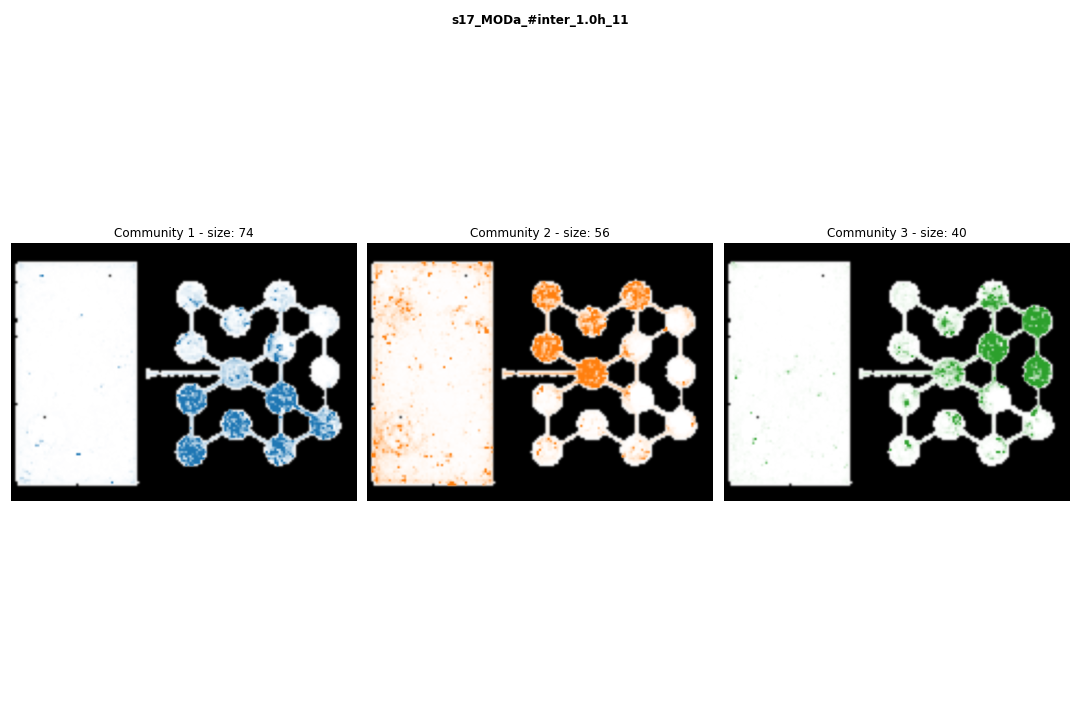 s17_MODa_#inter_1.0h_11
Community 1 - size: 74
Community 2 - size: 56
Community 3 - size: 40